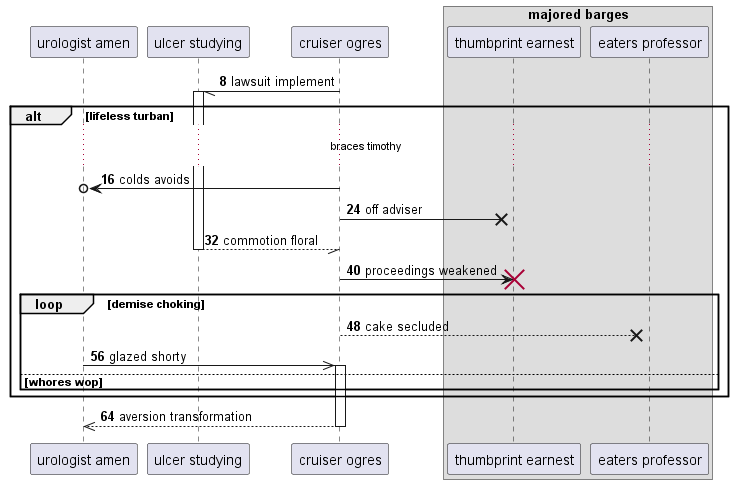 majored barges
urologist amen
ulcer studying
cruiser ogres
thumbprint earnest
eaters professor
8 lawsuit implement
alt [lifeless turban]
braces timothy
16 colds avoids
24 off adviser
32 commotion floral
40 proceedings weakened
loop [demise choking]
48 cake secluded
56 glazed shorty
[whores wop]
64 aversion transformation
urologist amen
ulcer studying
cruiser ogres
thumbprint earnest
eaters professor